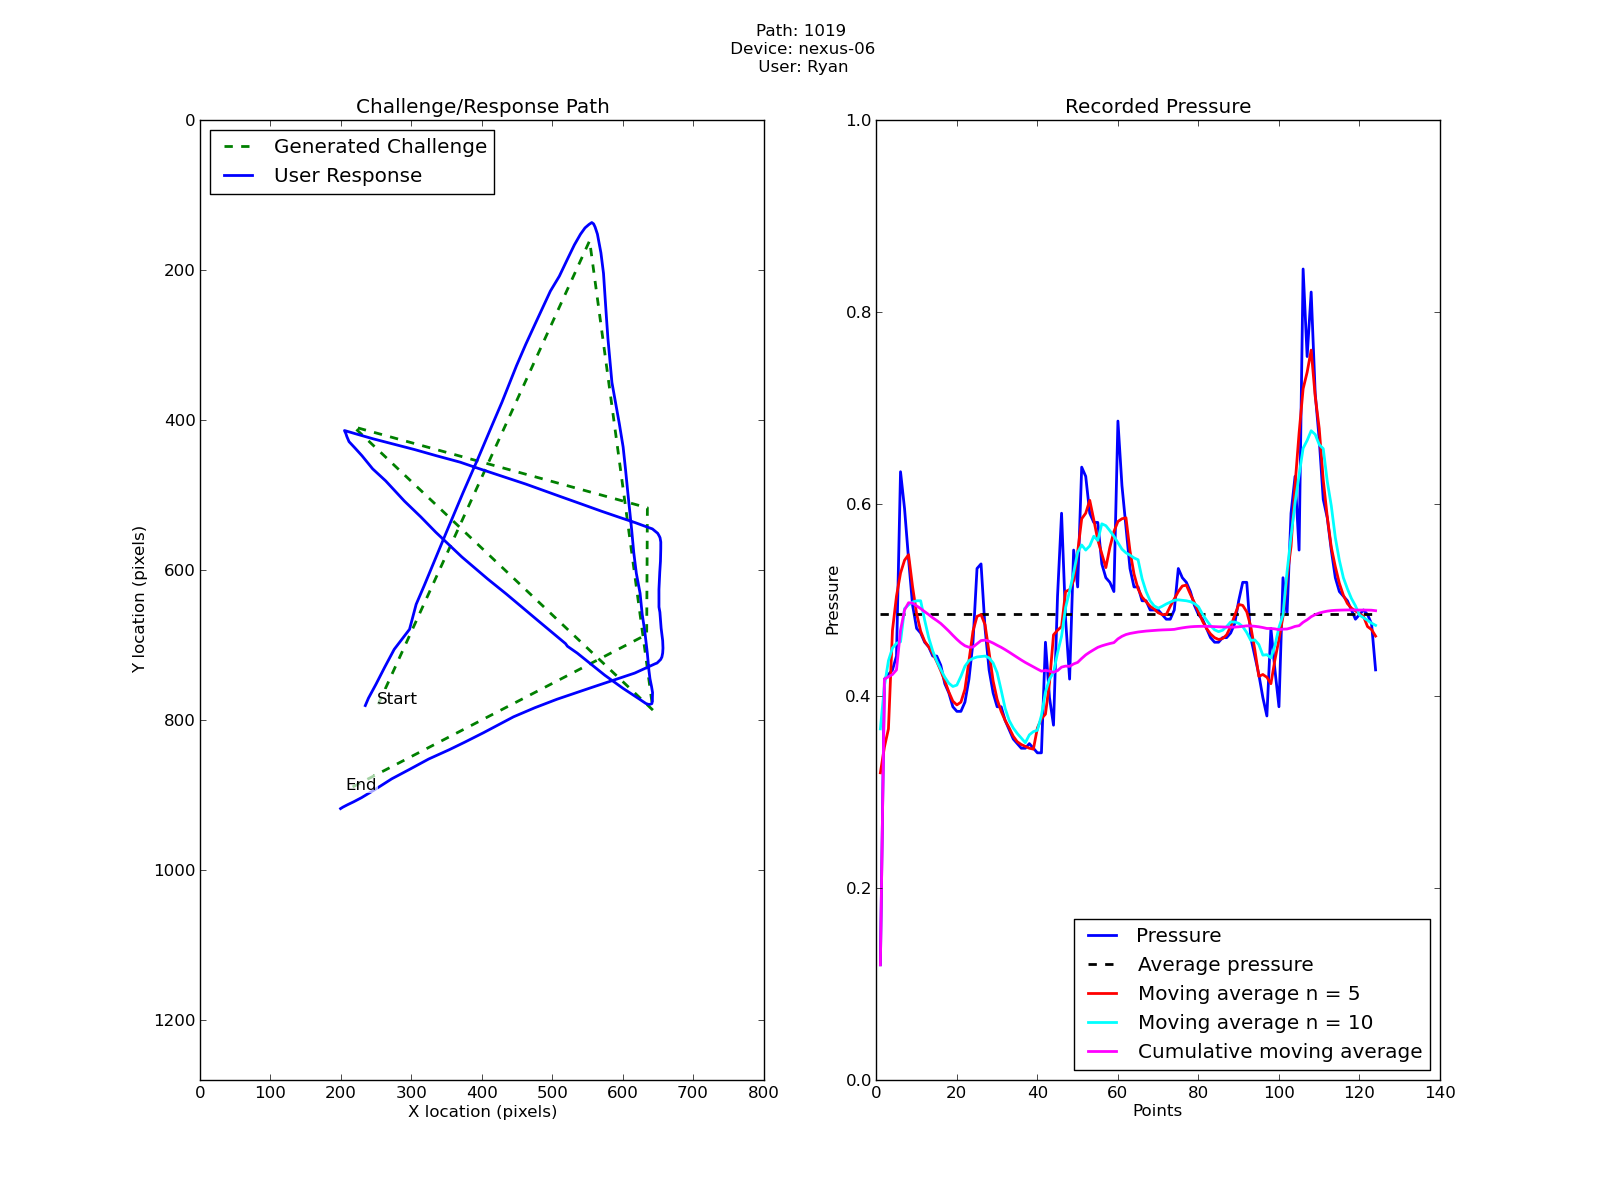 Path: 1019
Device: nexus-06
User: Ryan
Challenge/Response Path
Generated Challenge
User Response
0
200
400
600
800
1000
1200
Y location (pixels)
Start
End
0 100 200 300 400 500 600 700 800
X location (pixels)
Recorded Pressure
1.0
0.8
0.6
0.4
0.2
0.0
Pressure
Pressure
Average pressure
Moving average n = 5
Moving average n = 10
Cumulative moving average
0 20 40 60 80 100 120 140
Points